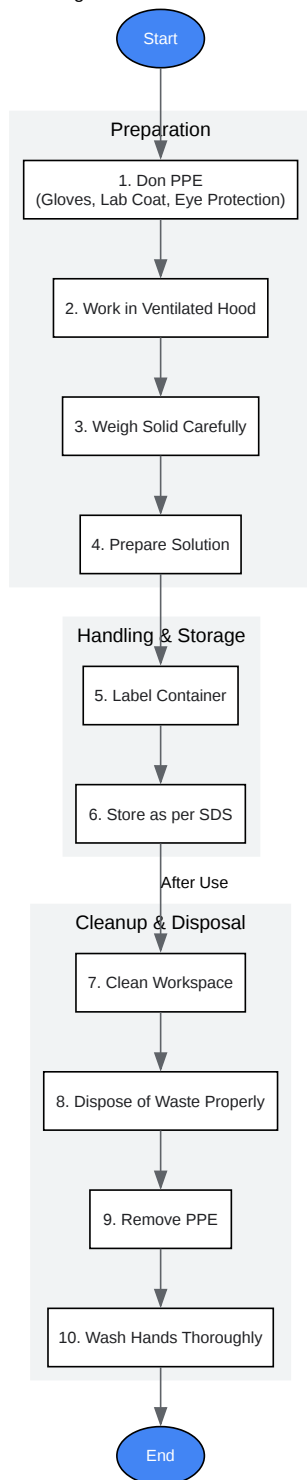 Start
Preparation
1. Don PPE
(Gloves, Lab Coat, Eye Protection)
2. Work in Ventilated Hood
3. Weigh Solid Carefully
4. Prepare Solution
Handling & Storage
5. Label Container
6. Store as per SDS
After Use
Cleanup & Disposal
7. Clean Workspace
8. Dispose of Waste Properly
9. Remove PPE
10. Wash Hands Thoroughly
End